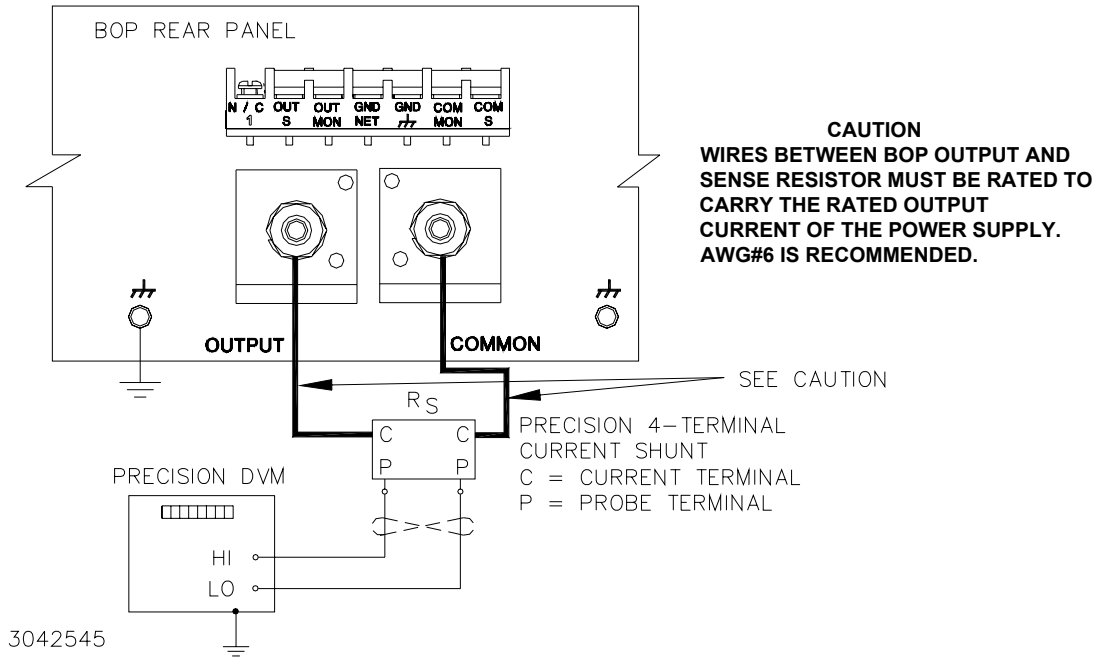 BOP REAR PANEL
N / C OUT OUT GND GND COM COM
1 S MON NET MON S
CAUTION
WIRES BETWEEN BOP OUTPUT AND
SENSE RESISTOR MUST BE RATED TO
CARRY THE RATED OUTPUT
CURRENT OF THE POWER SUPPLY.
AWG#6 IS RECOMMENDED.
OUTPUT
COMMON
SEE CAUTION
RS
C C
P P
PRECISION 4-TERMINAL
CURRENT SHUNT
C = CURRENT TERMINAL
P = PROBE TERMINAL
PRECISION DVM
HI
LO
3042545